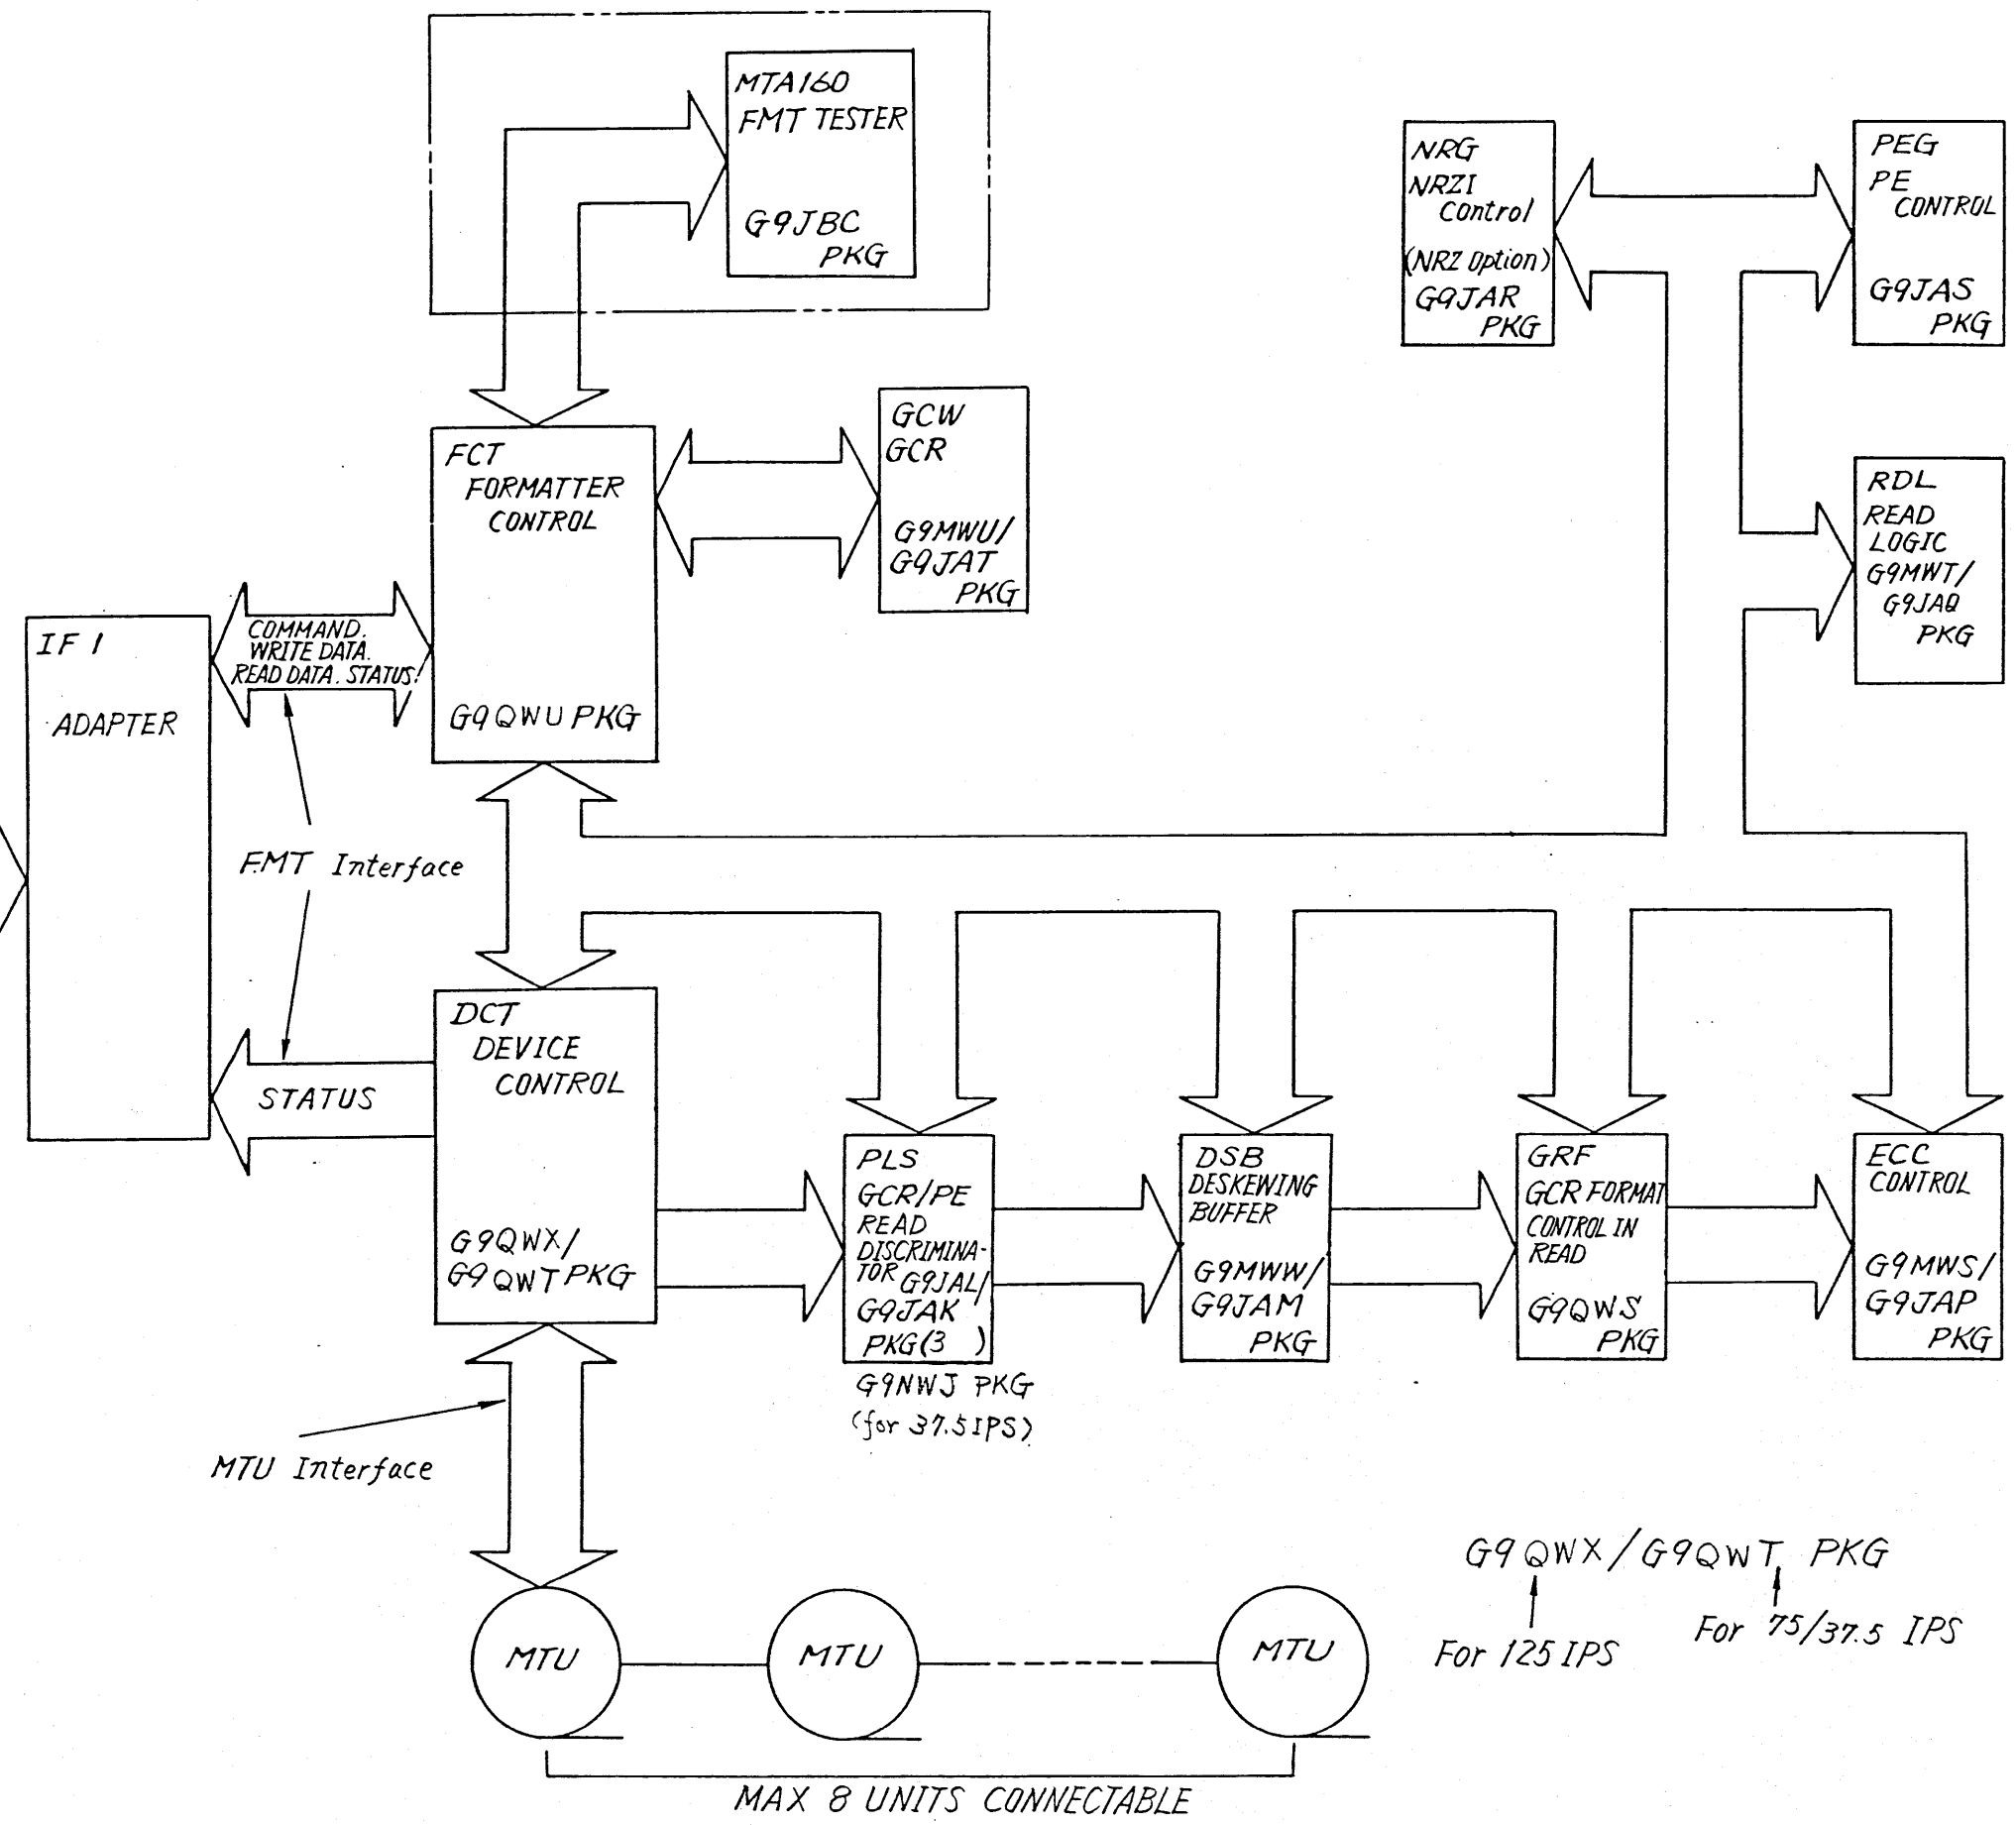 MTA160
FMT TESTER
G9JBC
PKG
NRG
NRZI
Control
(NRZ Option)
G9JAR
PKG
PEG
PE
CONTROL
G9JAS
PKG
FCT
FORMATTER
CONTROL
G9QWU PKG
GCW
GCR
G9MWU/
G9JAT
PKG
RDL
READ
LOGIC
G9MWT/
G9JAQ
PKG
IF1
ADAPTER
COMMAND.
WRITE DATA.
READ DATA. STATUS!
FMT Interface
STATUS
DCT
DEVICE
CONTROL
G9QWX/
G9QWT PKG
PLS
GCR/PE
READ
DISCRIMINA-
TOR G9JAL/
G9JAK
PKG(3 )
G9NWJ PKG
(for 37.5IPS)
DSB
DESKEWING
BUFFER
G9MWW/
G9JAM
PKG
GRF
GCR FORMAT
CONTROL IN
READ
G9QWS
PKG
ECC
CONTROL
G9MWS/
G9JAP
PKG
MTU Interface
MTU
MTU
MTU
MAX 8 UNITS CONNECTABLE
G9QWX/G9QWT PKG
For 125 IPS
For 75/37.5 IPS